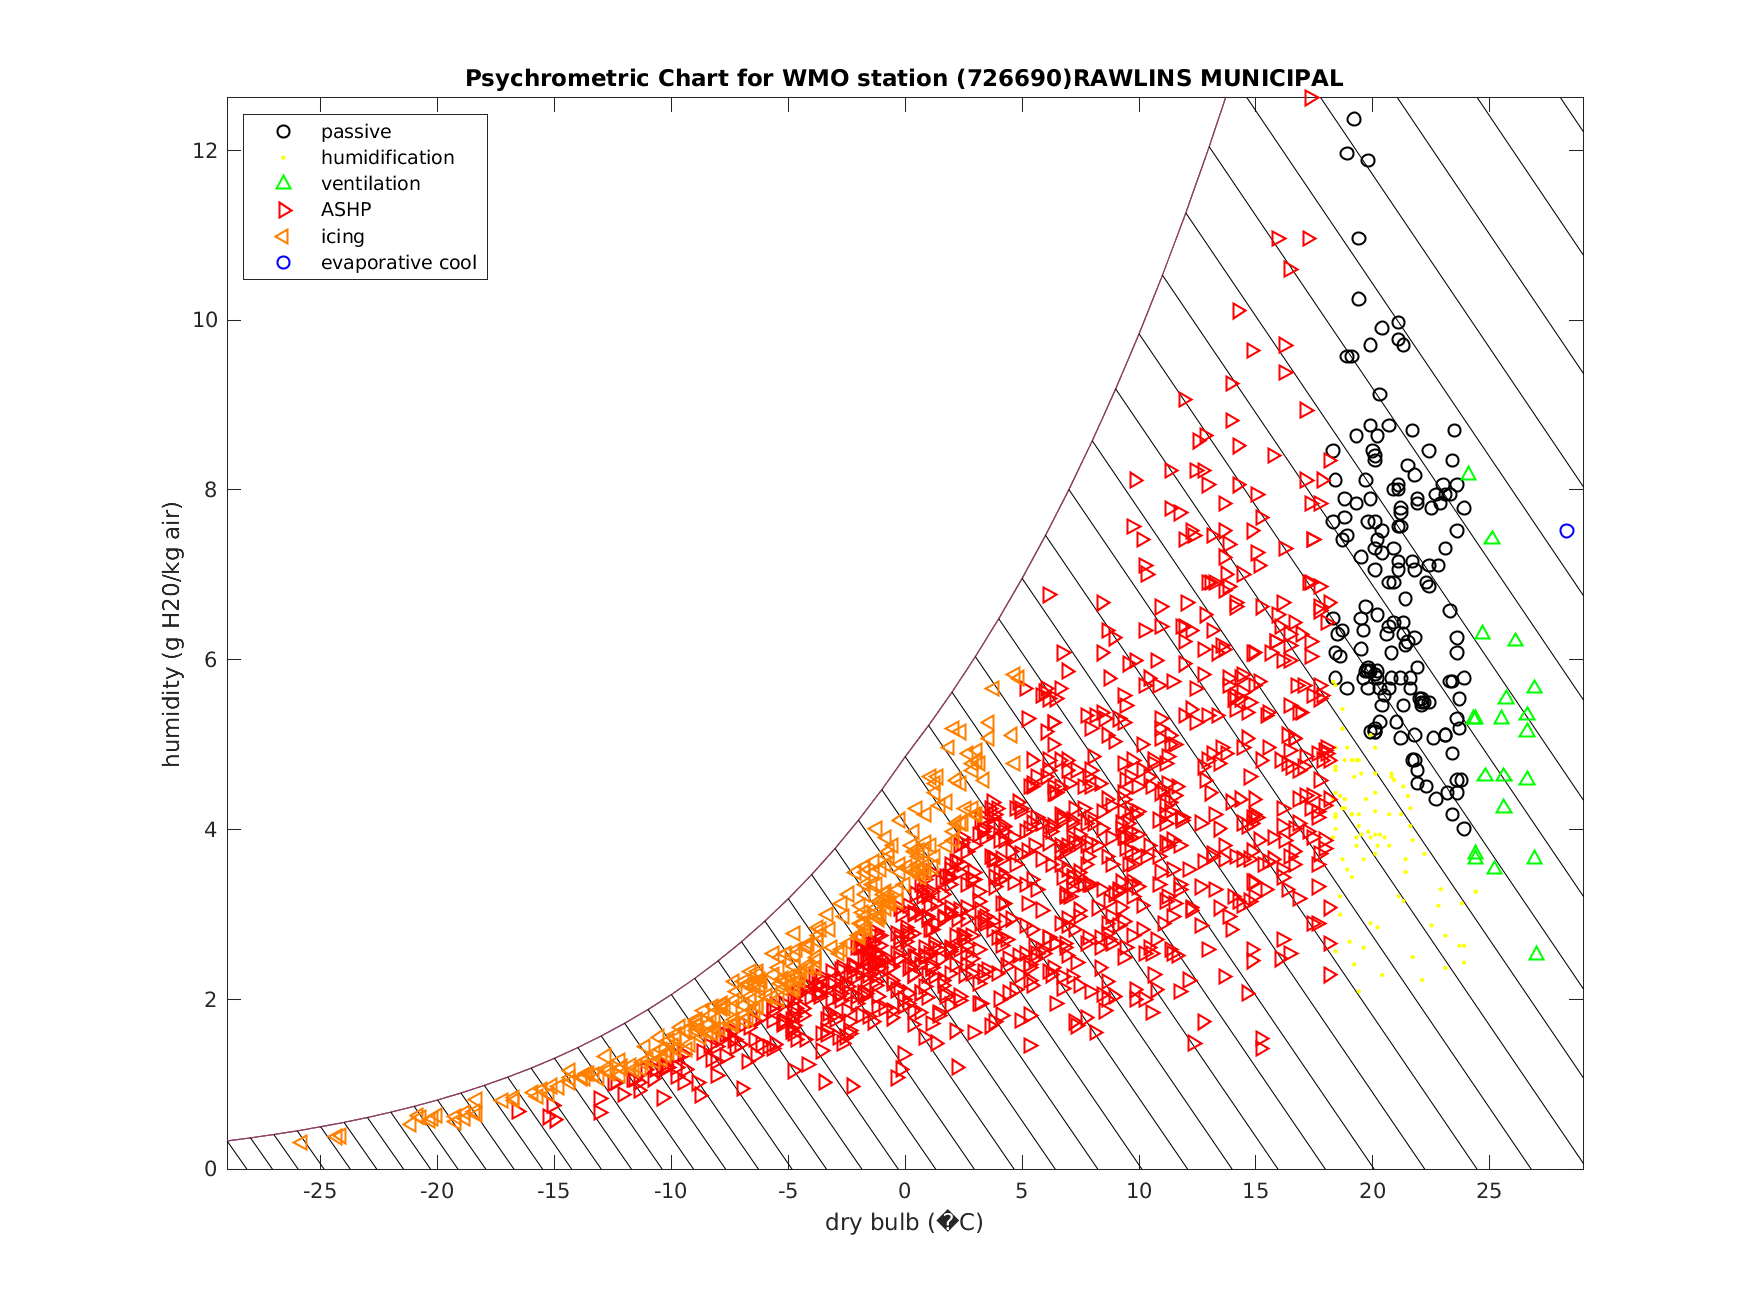 Psychrometric Chart for WMO station (726690)RAWLINS MUNICIPAL
passive
humidification
ventilation
ASHP
icing
evaporative cool
humidity (g H20/kg air)
12
10
8
6
4
2
0
-25 -20 -15 -10 -5 0 5 10 15 20 25
dry bulb (�C)